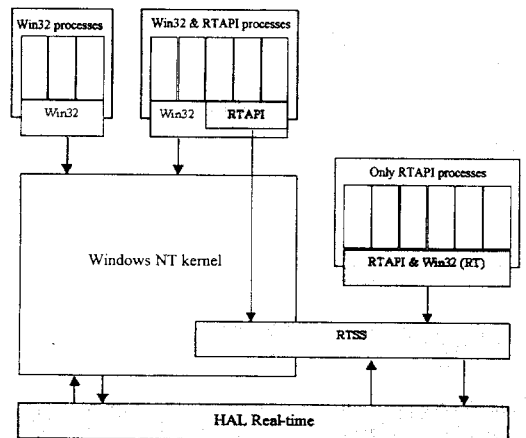 Win32 processes
Win32 & RTAPI processes
Win32
Win32
RTAPI
Only RTAPI processes
RTAPI & Win32 (RT)
Windows NT kernel
RTSS
HAL Real-time